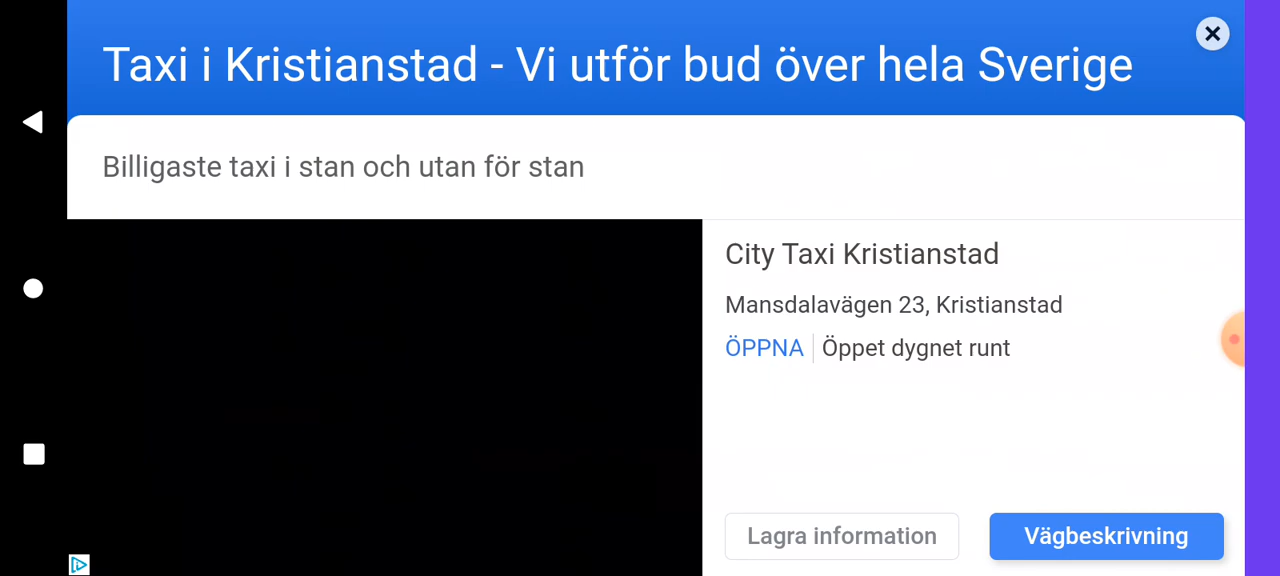 Taxi i Kristianstad - Vi utför bud över hela Sverige
Billigaste taxi i stan och utan för stan
City Taxi Kristianstad
Mansdalavägen 23, Kristianstad
ÖPPNA Öppet dygnet runt
Lagra information Vägbeskrivning